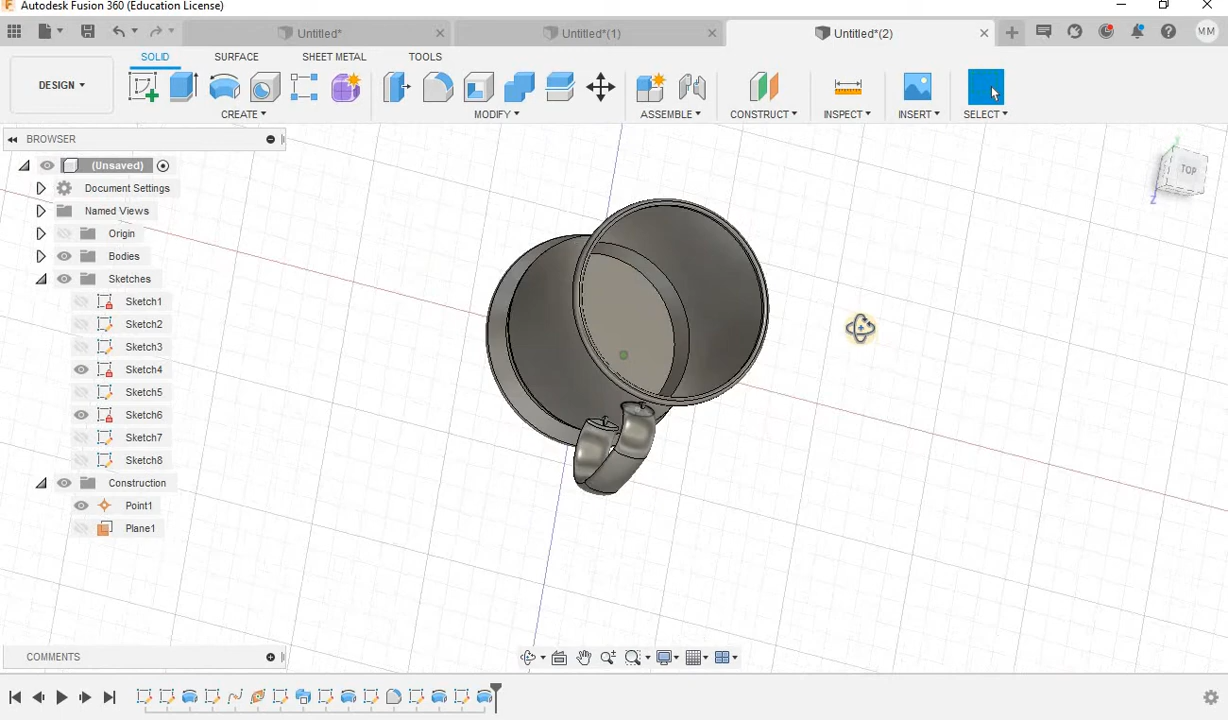 Autodesk Fusion 360 (Education License)
Untitled*
Untitled*(1)
Untitled*(2)
MM
SOLID
SURFACE
SHEET METAL
TOOLS
DESIGN
CREATE
MODIFY
ASSEMBLE
CONSTRUCT
INSPECT
INSERT
SELECT
BROWSER
(Unsaved)
Document Settings
Named Views
Origin
Bodies
Sketches
Sketch1
Sketch2
Sketch3
Sketch4
Sketch5
Sketch6
Sketch7
Sketch8
Construction
Point1
Plane1
TOP
Z
COMMENTS